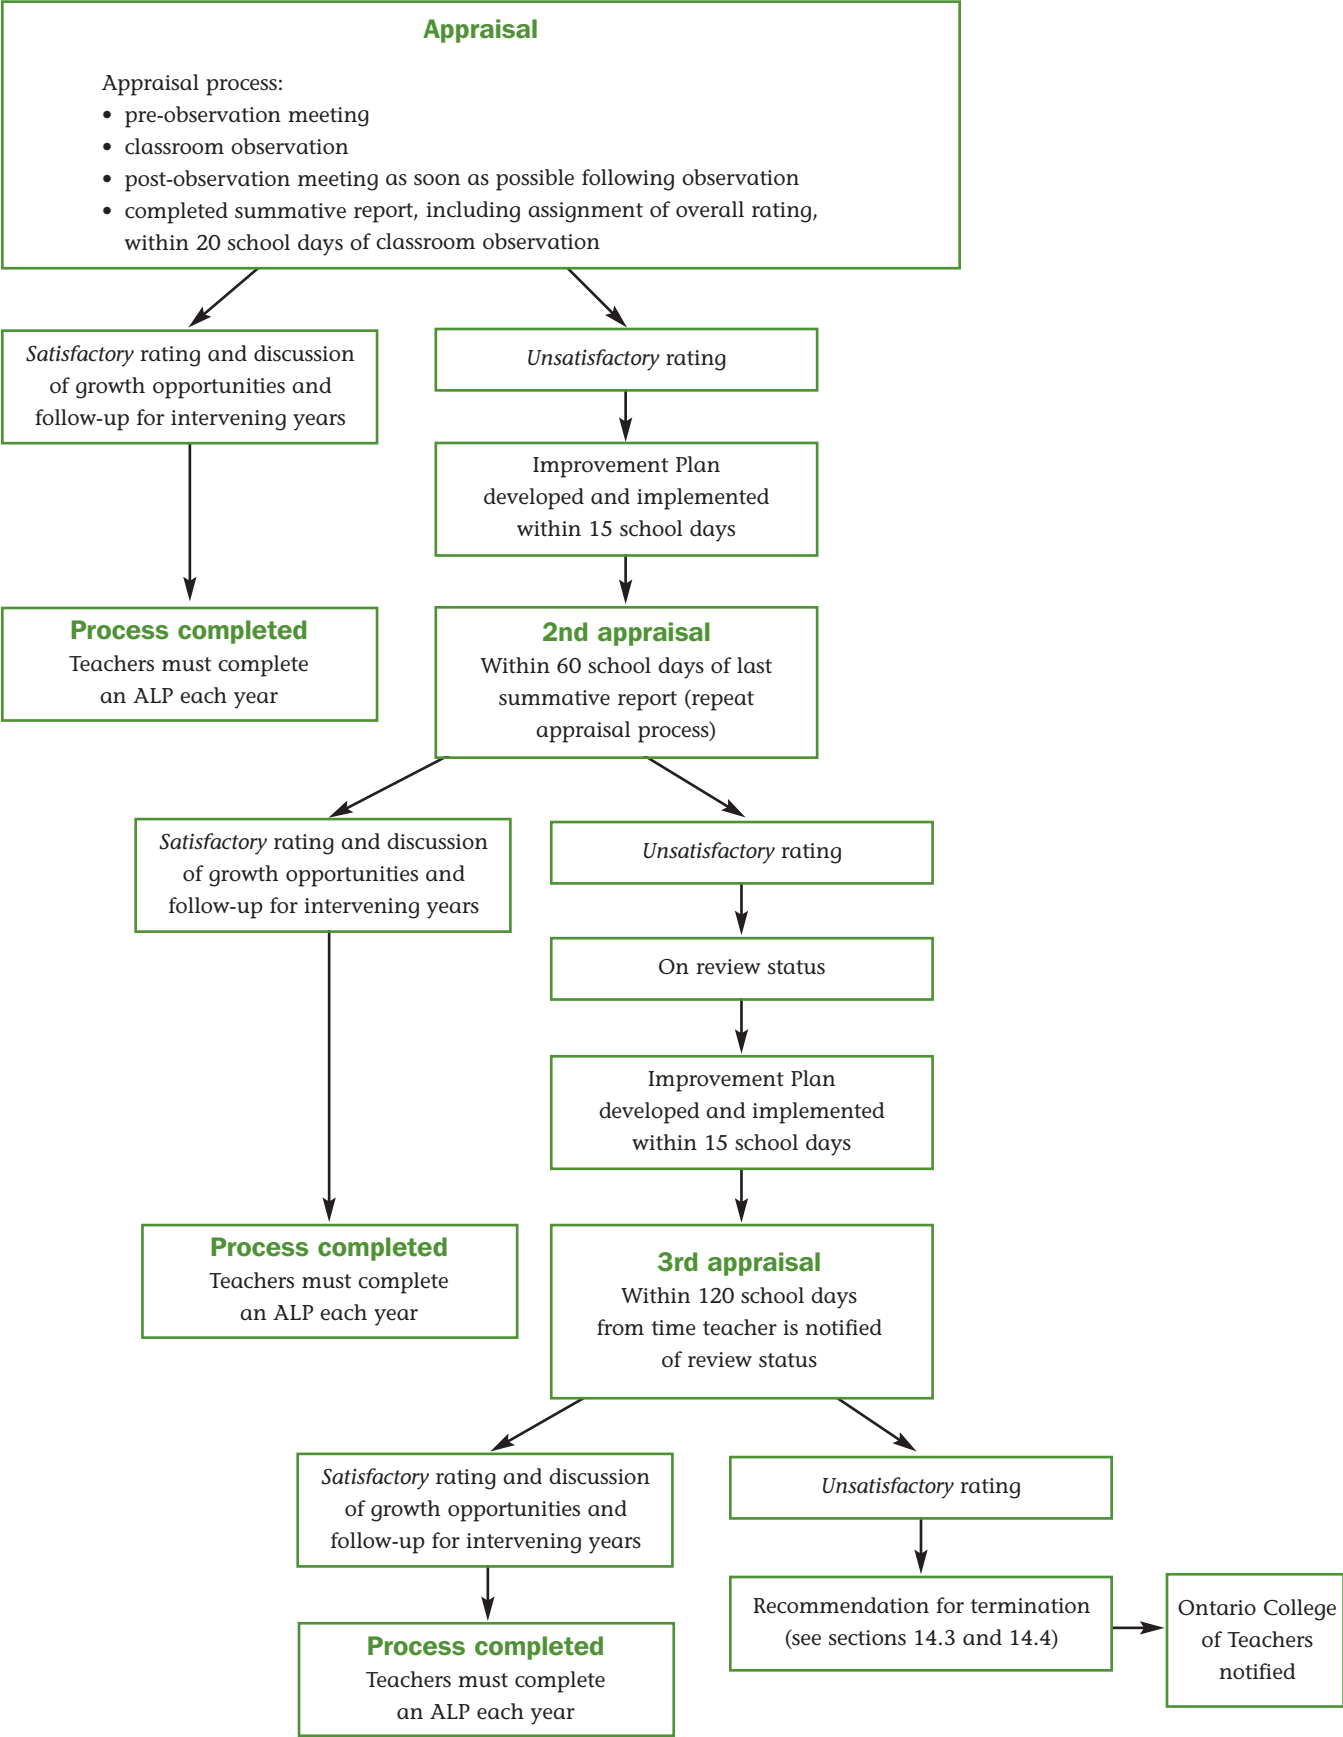 Appraisal
Appraisal process:
• pre-observation meeting
• classroom observation
• post-observation meeting as soon as possible following observation
• completed summative report, including assignment of overall rating,
within 20 school days of classroom observation
Satisfactory rating and discussion
of growth opportunities and
follow-up for intervening years
Unsatisfactory rating
Improvement Plan
developed and implemented
within 15 school days
Process completed
Teachers must complete
an ALP each year
2nd appraisal
Within 60 school days of last
summative report (repeat
appraisal process)
Satisfactory rating and discussion
of growth opportunities and
follow-up for intervening years
Unsatisfactory rating
On review status
Improvement Plan
developed and implemented
within 15 school days
Process completed
Teachers must complete
an ALP each year
3rd appraisal
Within 120 school days
from time teacher is notified
of review status
Satisfactory rating and discussion
of growth opportunities and
follow-up for intervening years
Unsatisfactory rating
Recommendation for termination
(see sections 14.3 and 14.4)
Ontario College
of Teachers
notified
Process completed
Teachers must complete
an ALP each year